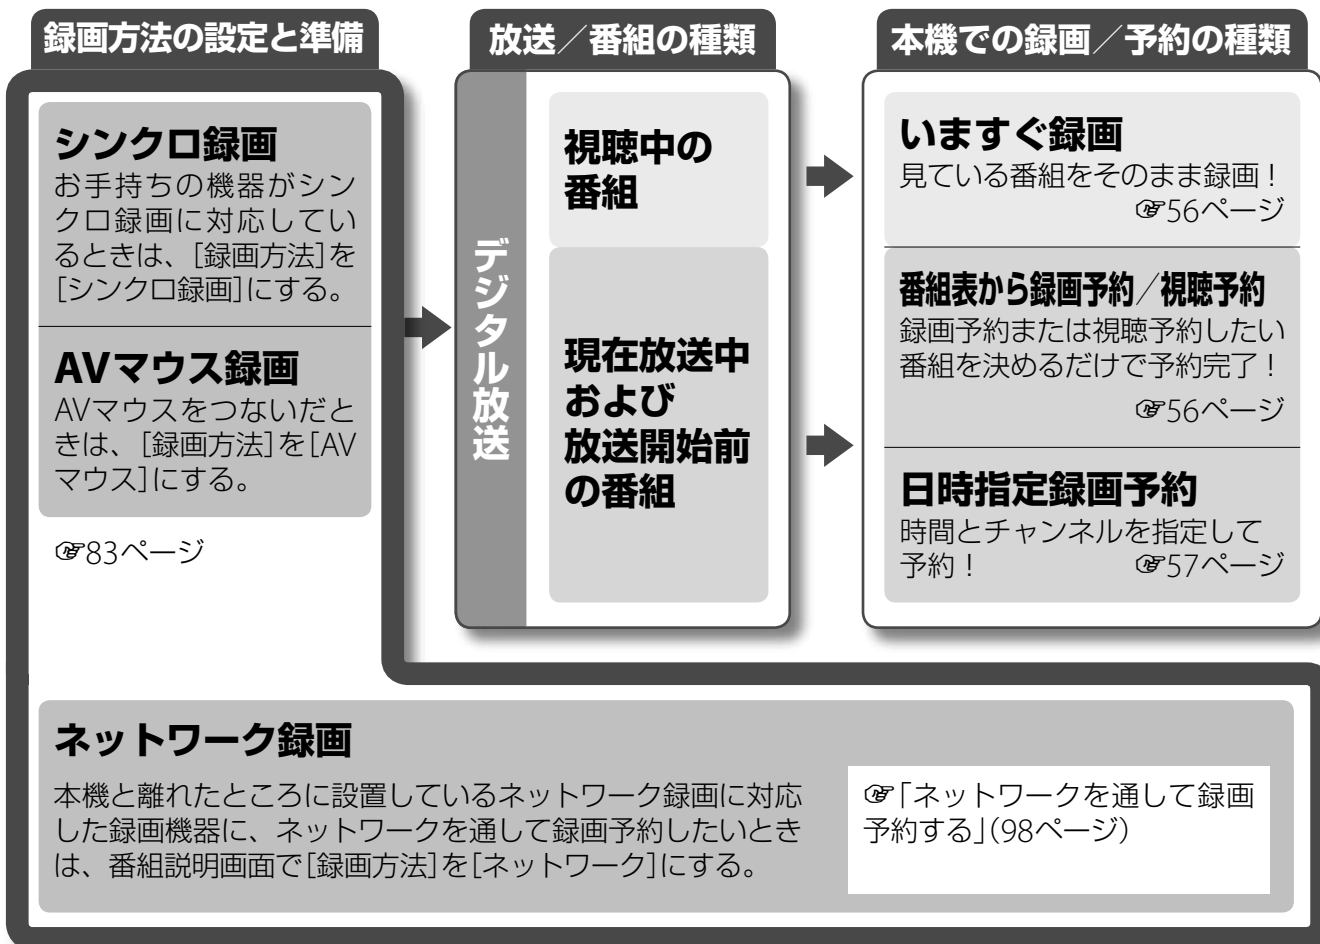 録画方法の設定と準備
シンクロ録画
お手持ちの機器がシン
クロ録画に対応してい
るときは、[録画方法]を
[シンクロ録画]にする。
AVマウス録画
AVマウスをつないだと
きは、[録画方法]を[AV
マウス]にする。
☞83ページ
放送／番組の種類
デジタル放送
視聴中の
番組
現在放送中
および
放送開始前
の番組
本機での録画／予約の種類
いますぐ録画
見ている番組をそのまま録画！
☞56ページ
番組表から録画予約／視聴予約
録画予約または視聴予約したい
番組を決めるだけで予約完了！
☞56ページ
日時指定録画予約
時間とチャンネルを指定して
予約！ ☞57ページ
ネットワーク録画
本機と離れたところに設置しているネットワーク録画に対応
した録画機器に、ネットワークを通して録画予約したいとき
は、番組説明画面で[録画方法]を[ネットワーク]にする。
☞「ネットワークを通して録画
予約する」(98ページ)